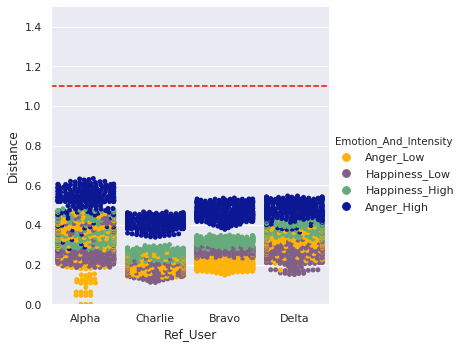 1.4
1.2
1.0
0.8
0.6
0.4
0.2
0.0
Distance
Alpha
Charlie
Bravo
Delta
Ref_User
Emotion_And_Intensity
Anger_Low
Happiness_Low
Happiness_High
Anger_High